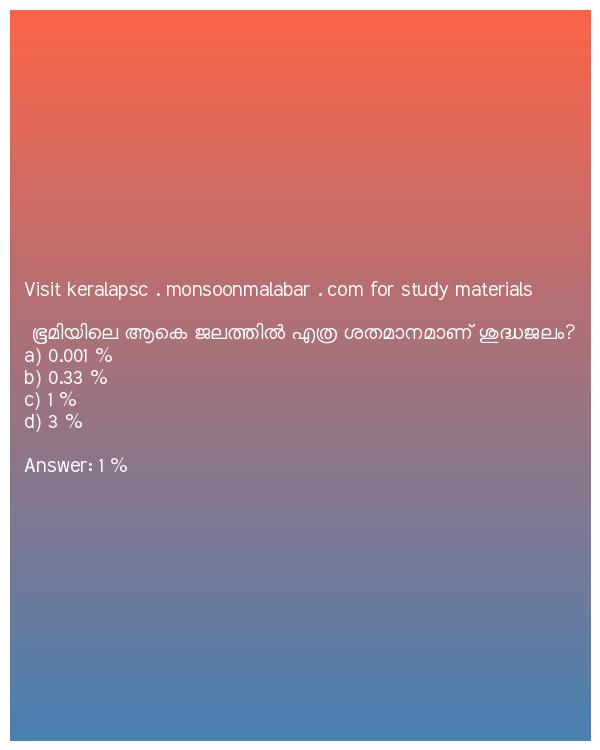 Visit keralapsc . monsoonmalabar . com for study materials
ഭൂമിയിലെ ആകെ ജലത്തിൽ എത്ര ശതമാനമാണ് ശുദ്ധജലം?
a) 0.001 %
b) 0.33 %
c) 1 %
d) 3 %
Answer: 1 %